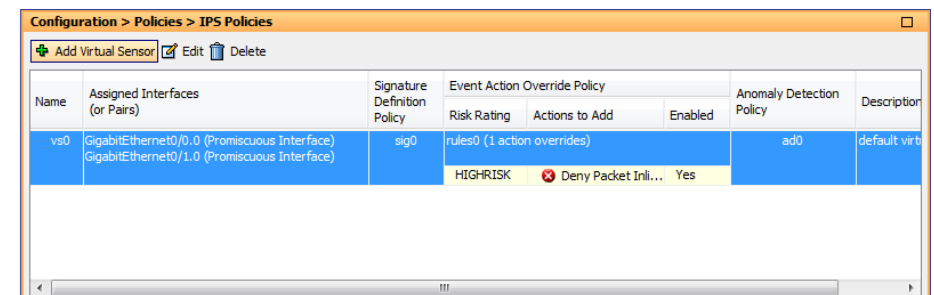 Configuration > Policies > IPS Policies
Add Virtual Sensor Edit Delete
Name Assigned Interfaces (or Pairs) Signature Definition Policy Event Action Override Policy Anomaly Detection Policy Description
Risk Rating Actions to Add Enabled
vs0 GigabitEthernet0/0.0 (Promiscuous Interface) sig0 rules0 (1 action overrides) ad0 default virt
GigabitEthernet0/1.0 (Promiscuous Interface)
HIGHRISK Deny Packet Inli... Yes